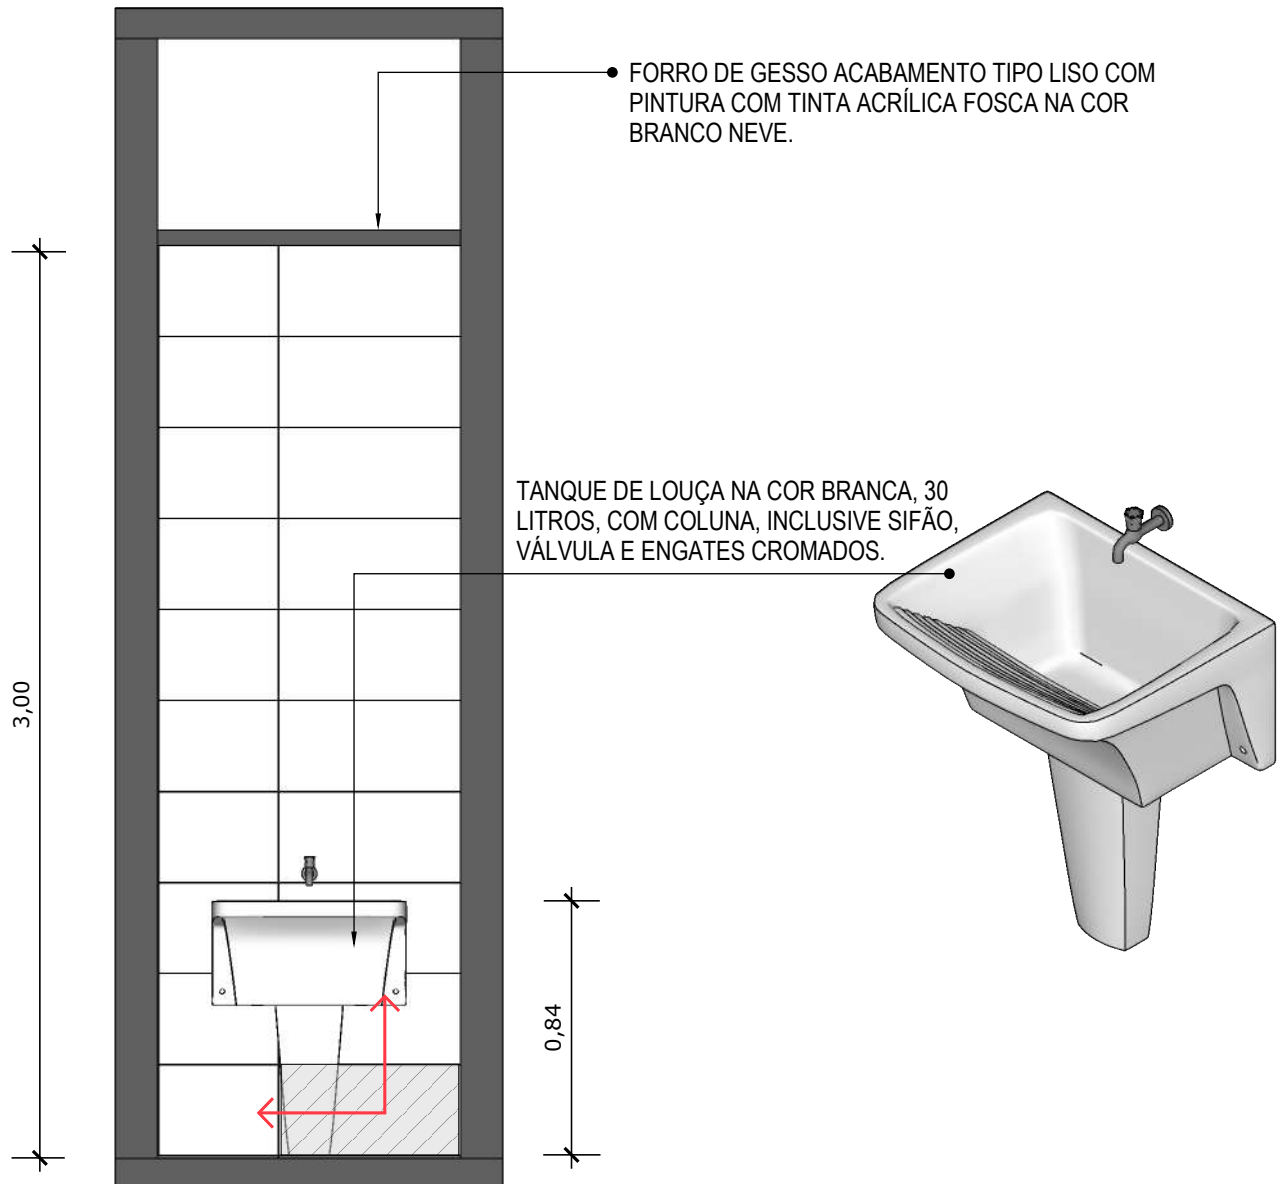 FORRO DE GESSO ACABAMENTO TIPO LISO COM
PINTURA COM TINTA ACRÍLICA FOSCA NA COR
BRANCO NEVE.
TANQUE DE LOUÇA NA COR BRANCA, 30
LITROS, COM COLUNA, INCLUSIVE SIFÃO,
VÁLVULA E ENGATES CROMADOS.
3,00
0,84